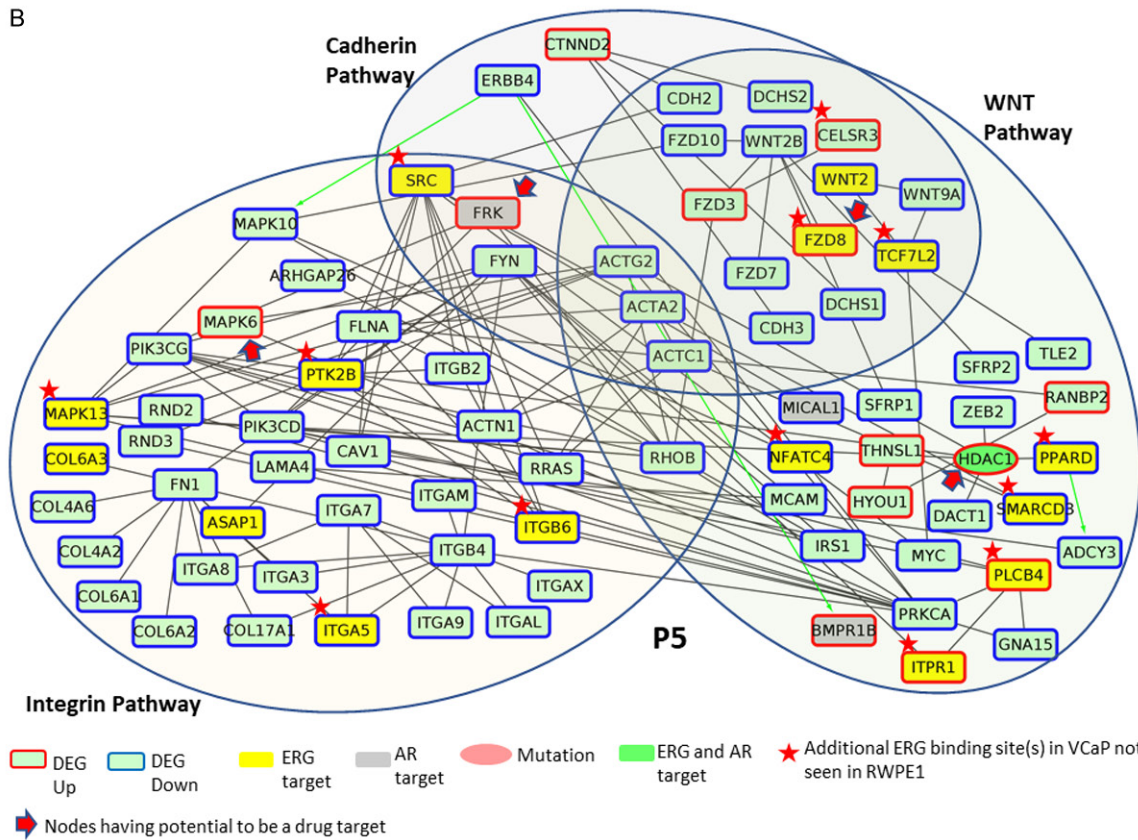 B
Cadherin
Pathway
WNT
Pathway
CTNND2
ERBB4
CDH2
DCHS2
CELSR3
FZD10
WNT2B
SRC
WNT2
WNT9A
FRK
FZD3
MAPK10
FZD8
TCF7L2
FYN
ACTG2
ARHGAP26
FZD7
ACTA2
DCHS1
MAPK6
FLNA
CDH3
PIK3CG
ACTC1
TLE2
ITGB2
SFRP2
PTK2B
MAPK13
RND2
MICAL1
SFRP1
RANBP2
ZEB2
PIK3CD
ACTN1
RND3
CAV1
THNSL1
COL6A3
RHOB
NFATC4
HDAC1
PPARD
LAMA4
RRAS
FN1
COL4A6
ITGAM
MCAM
HYOU1
SMARCD3
ITGA7
DACT1
ASAP1
ITGB6
COL4A2
ITGB4
IRS1
MYC
ADCY3
ITGA8
ITGA3
PLCB4
ITGAX
COL6A1
PRKCA
COL6A2
COL17A1
ITGA5
ITGA9
ITGAL
BMPR1B
P5
GNA15
ITPR1
Integrin Pathway
DEG
Up
DEG
Down
ERG
target
AR
target
Mutation
ERG and AR
target
Additional ERG binding site(s) in VCaP not
seen in RWPE1
Nodes having potential to be a drug target